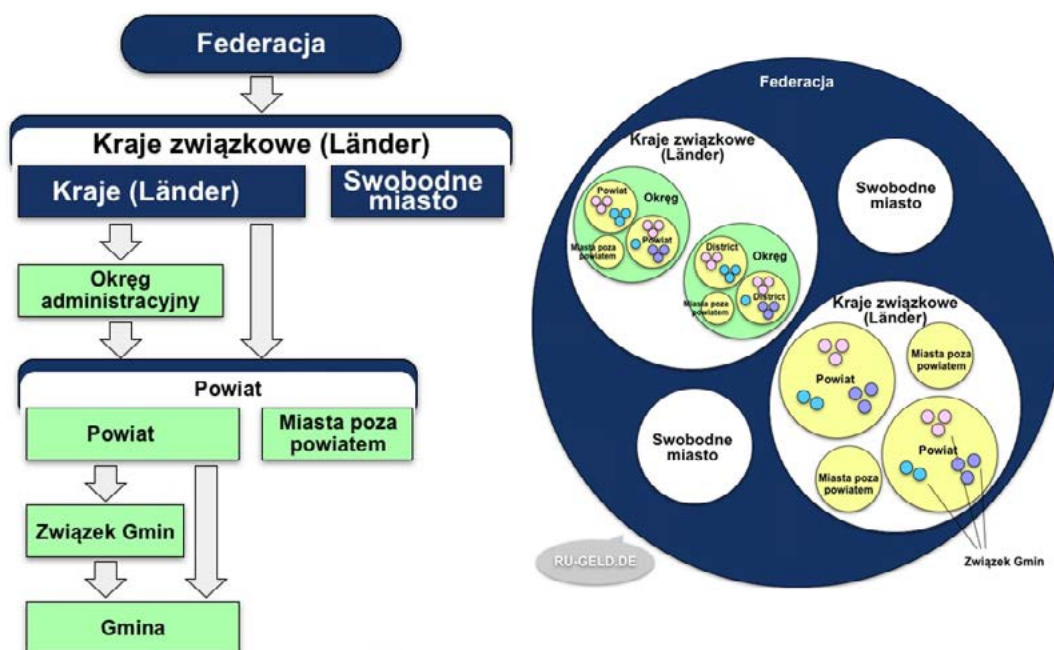 Federacja
Kraje związkowe (Länder)
Kraje (Länder)
Swobodne
miasto
Okręg
administracyjny
Powiat
Powiat
Miasta poza
powiatem
Związek Gmin
Gmina
Federacja
Kraje związkowe
(Länder)
Powiat
Okręg
Powiat
Miasta poza
powiatem
District
Okręg
District
Miasta poza
powiatem
Swobodne
miasto
Kraje związkowe
(Länder)
Miasta poza
powiatem
Powiat
Powiat
Miasta poza
powiatem
Swobodne
miasto
Związek Gmin
RU-GELD.DE